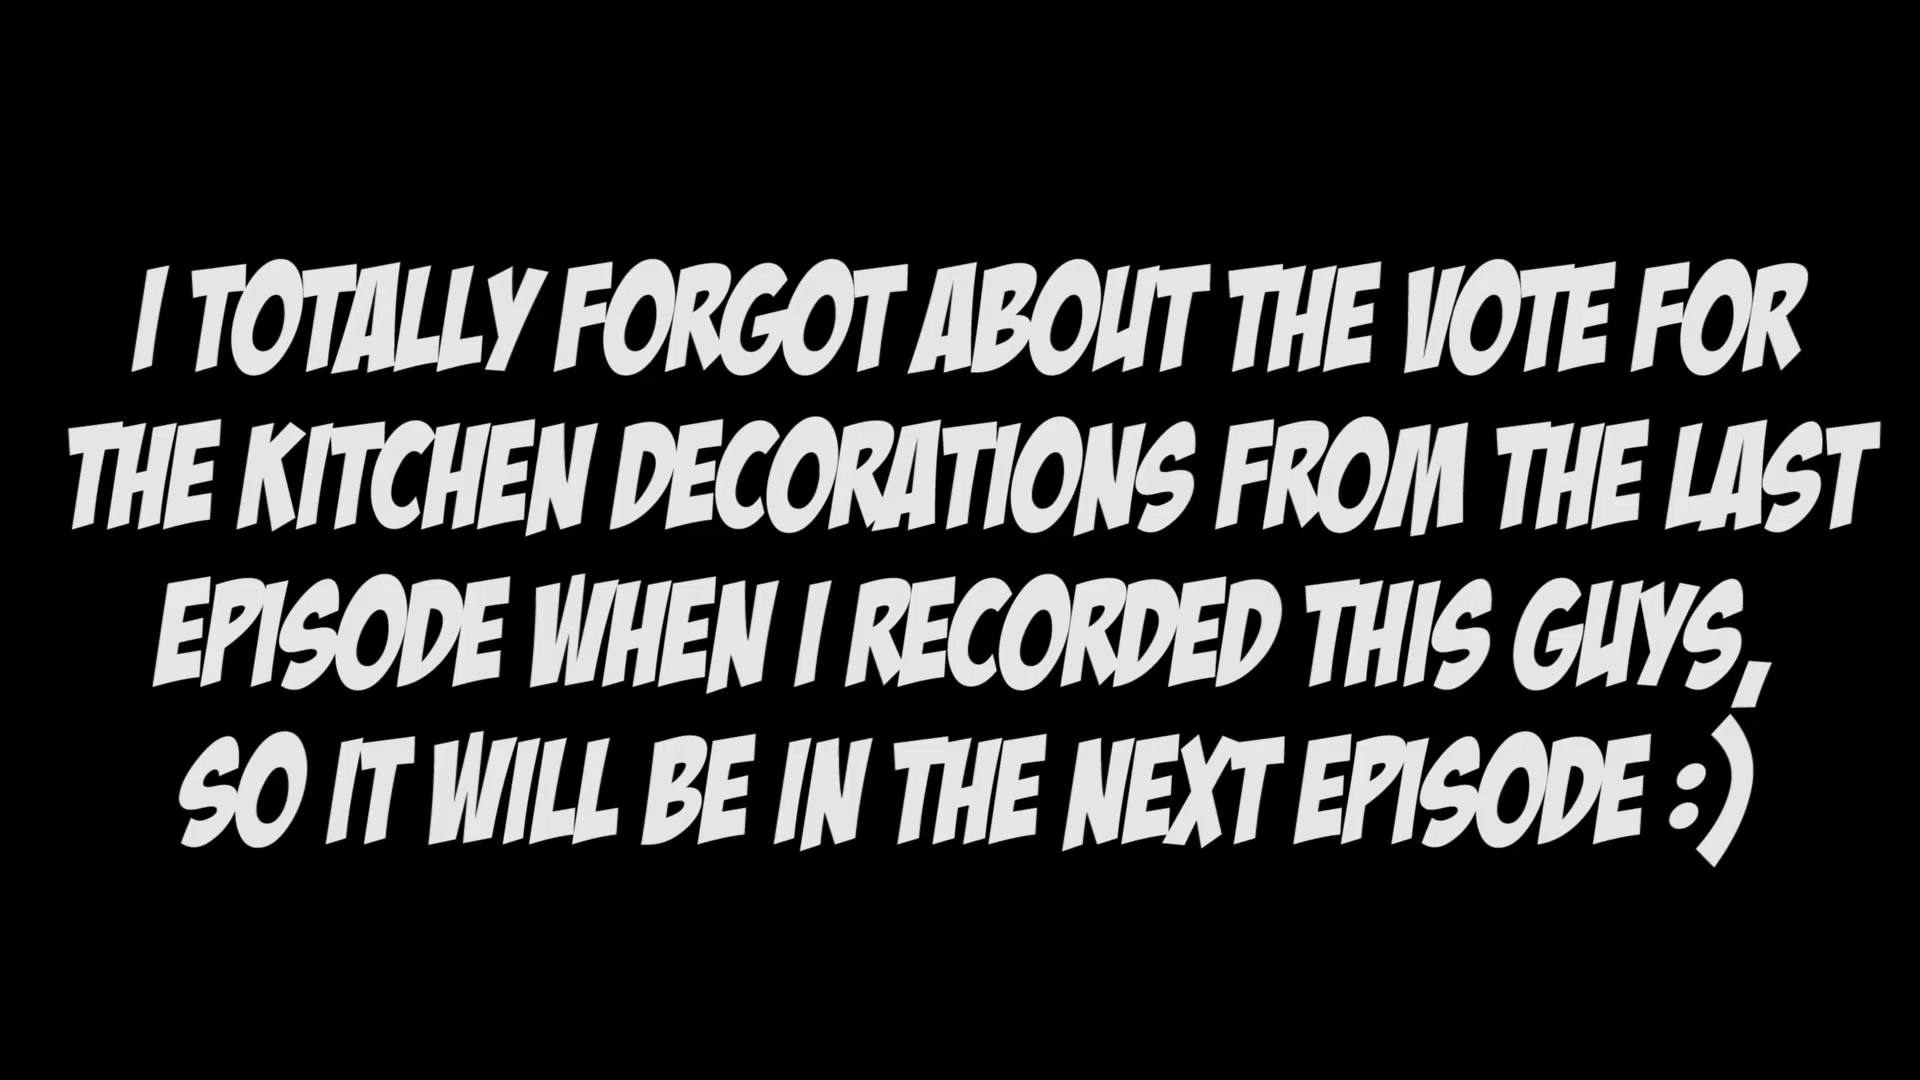 I TOTALLY FORGOT ABOUT THE VOTE FOR
THE KITCHEN DECORATIONS FROM THE LAST
EPISODE WHEN I RECORDED THIS GUYS,
SO IT WILL BE IN THE NEXT EPISODE :)